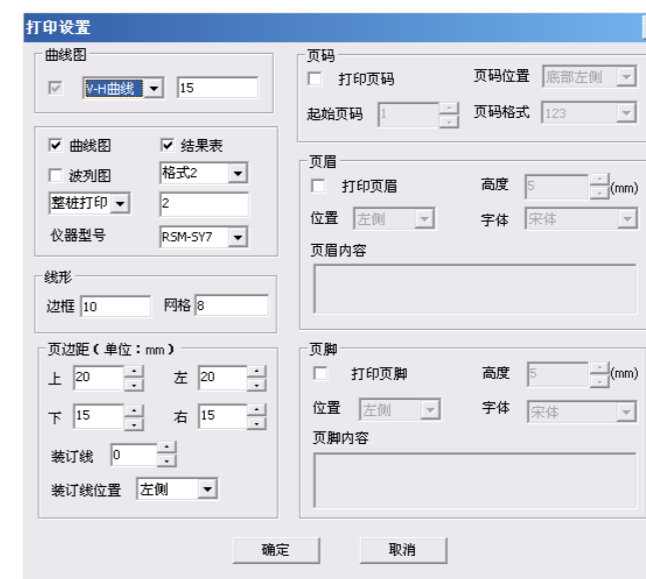 打印设置
曲线图
V-H曲线 15
曲线图 结果表
波列图 格式2
整桩打印 2
仪器型号 RSM-SY7
线形
边框 10 网格 8
页边距(单位:mm)
上 20 左 20
下 15 右 15
装订线 0
装订线位置 左侧
页码
打印页码 页码位置 底部左侧
起始页码 1 页码格式 123
页眉
打印页眉 高度 5 (mm)
位置 左侧 字体 宋体
页眉内容
页脚
打印页脚 高度 5 (mm)
位置 左侧 字体 宋体
页脚内容
确定 取消